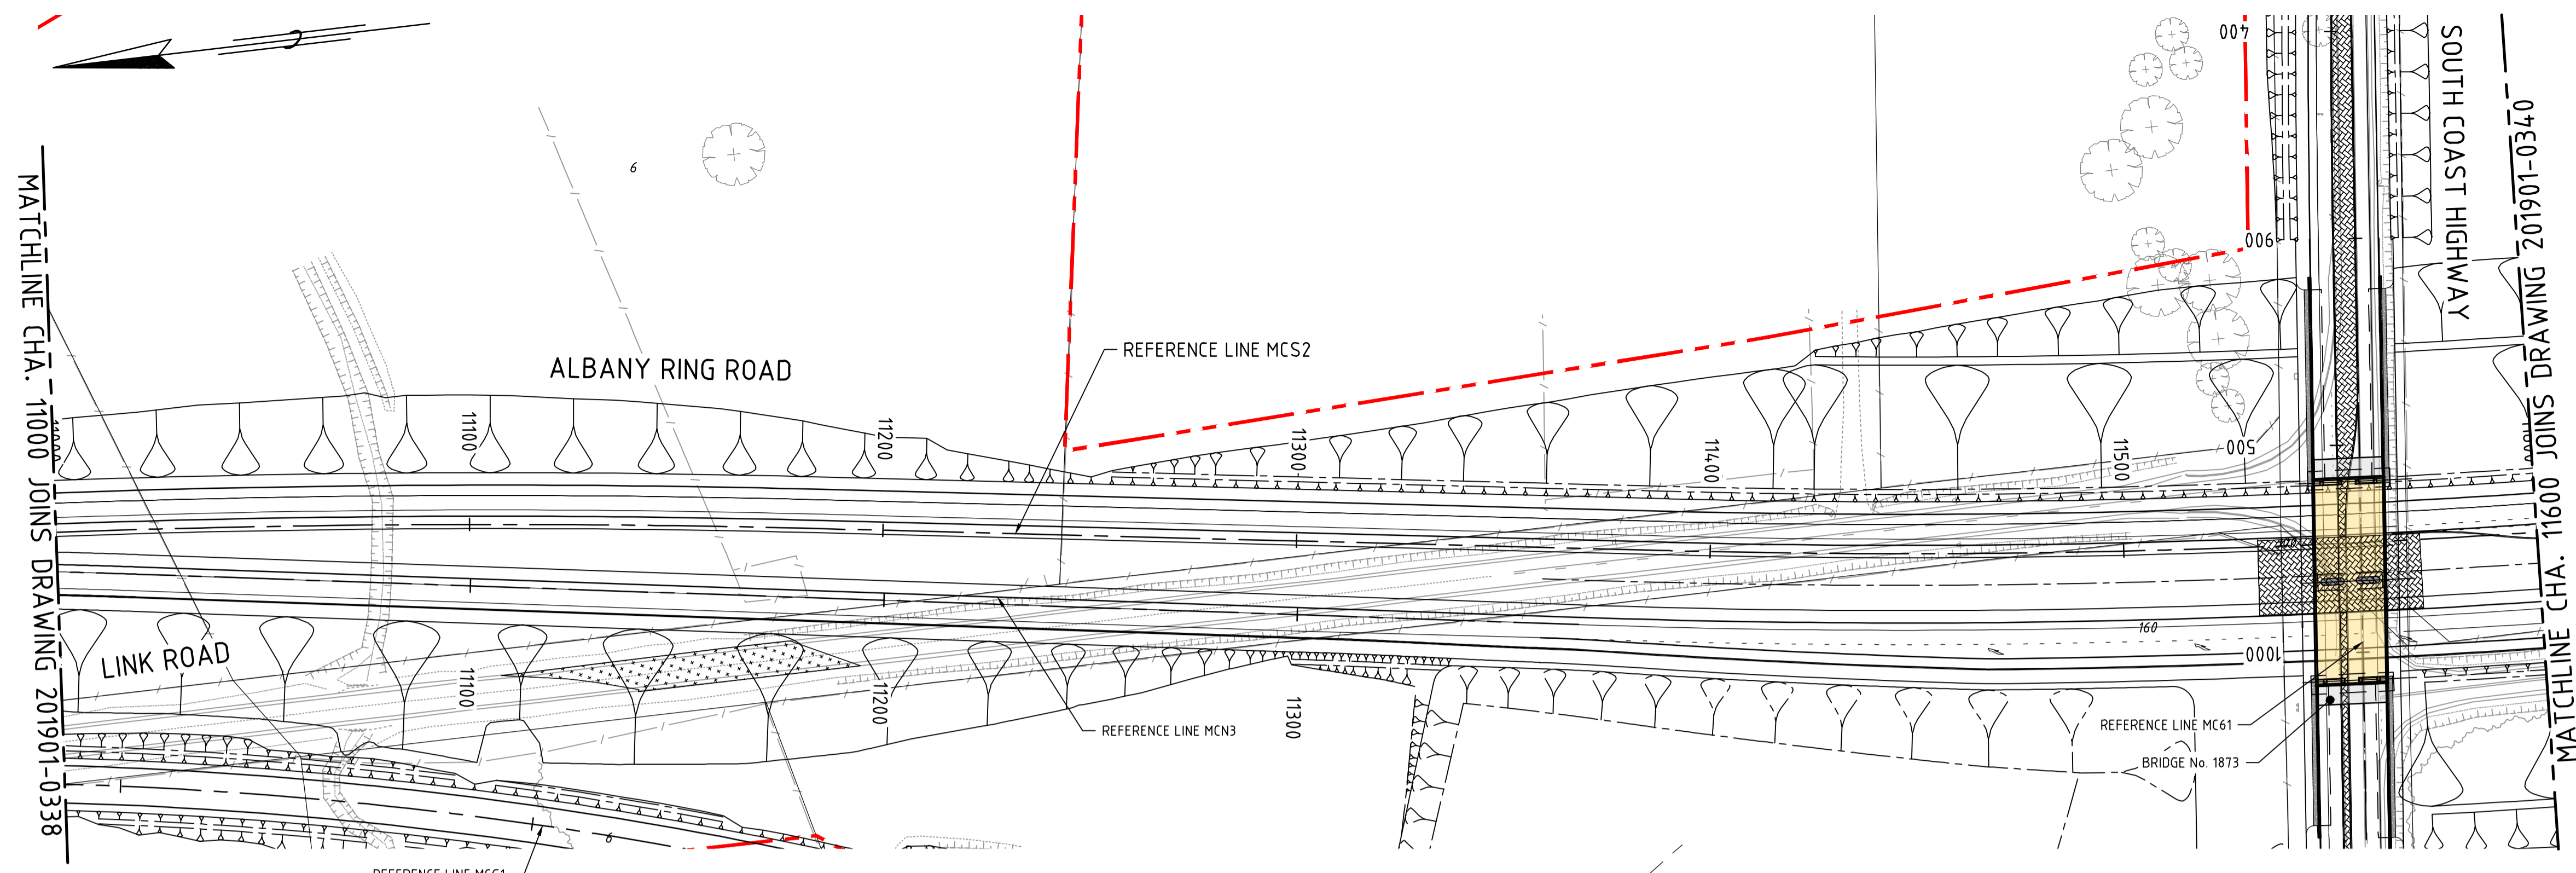 MATCHLINE CHA. 11000 JOINS DRAWING 201901-0338
6
ALBANY RING ROAD
REFERENCE LINE MCS2
400
SOUTH COAST HIGHWAY
MATCHLINE CHA. 11600 JOINS DRAWING 201901-0340
900
11000
11100
11200
11300
11400
11500
500
160
1000
LINK ROAD
11100
11200
11300
REFERENCE LINE MCN3
REFERENCE LINE MC61
BRIDGE No. 1873
6